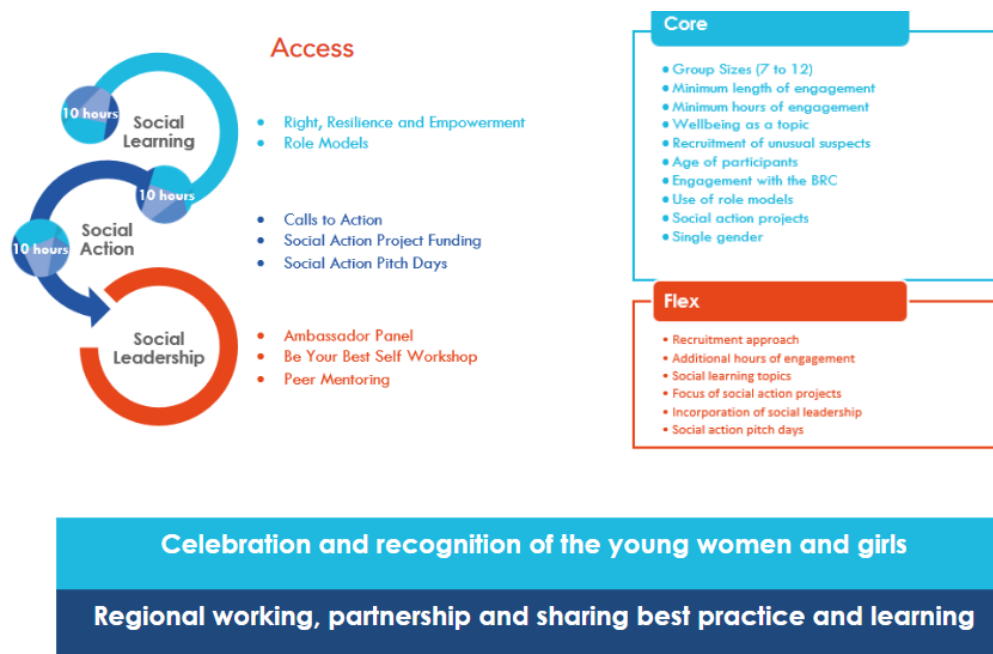 Access
10 hours
Social
Learning
• Right, Resilience and Empowerment
• Role Models
10 hours
10 hours
Social
Action
• Calls to Action
• Social Action Project Funding
• Social Action Pitch Days
Social
Leadership
• Ambassador Panel
• Be Your Best Self Workshop
• Peer Mentoring
Core
• Group Sizes (7 to 12)
• Minimum length of engagement
• Minimum hours of engagement
• Wellbeing as a topic
• Recruitment of unusual suspects
• Age of participants
• Engagement with the BRC
• Use of role models
• Social action projects
• Single gender
Flex
• Recruitment approach
• Additional hours of engagement
• Social learning topics
• Focus of social action projects
• Incorporation of social leadership
• Social action pitch days
Celebration and recognition of the young women and girls
Regional working, partnership and sharing best practice and learning